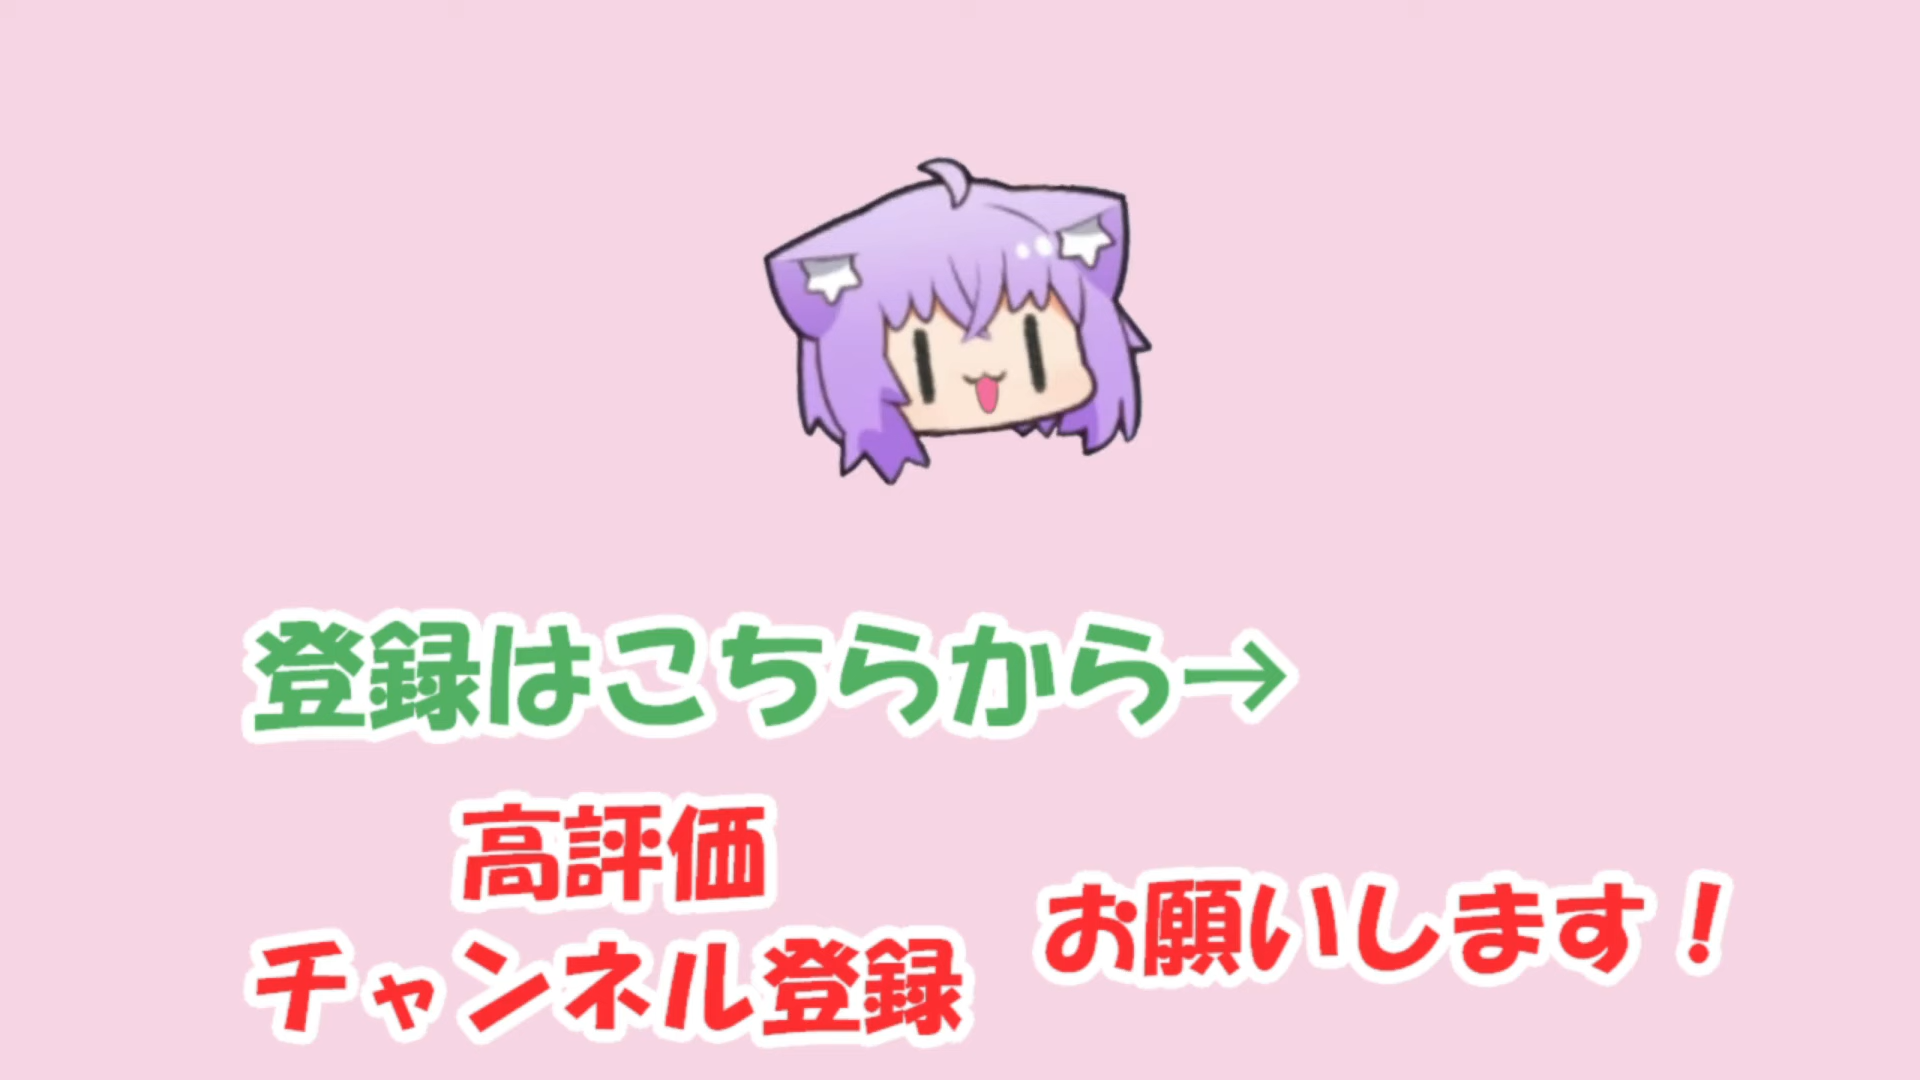 登録はこちらから→
高評価
チャンネル登録
お願いします！